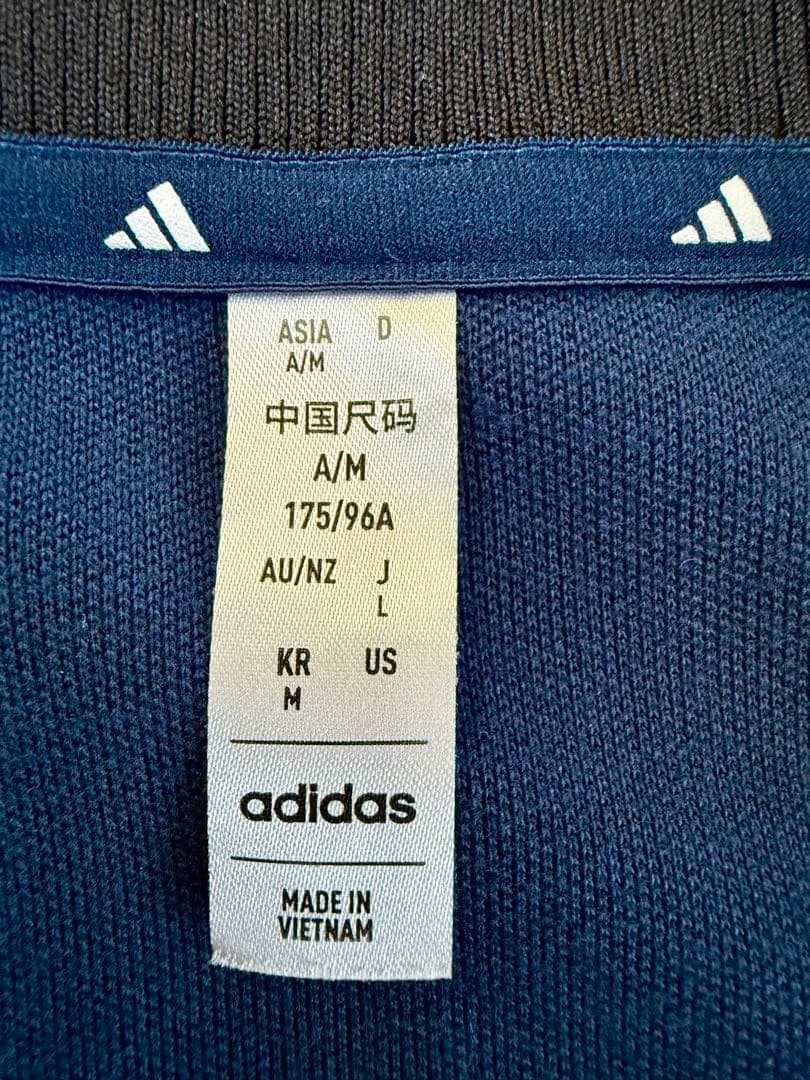 ASIA D
A/M
中国尺码
A/M
175/96A
AU/NZ J
L
KR US
M
adidas
MADE IN
VIETNAM